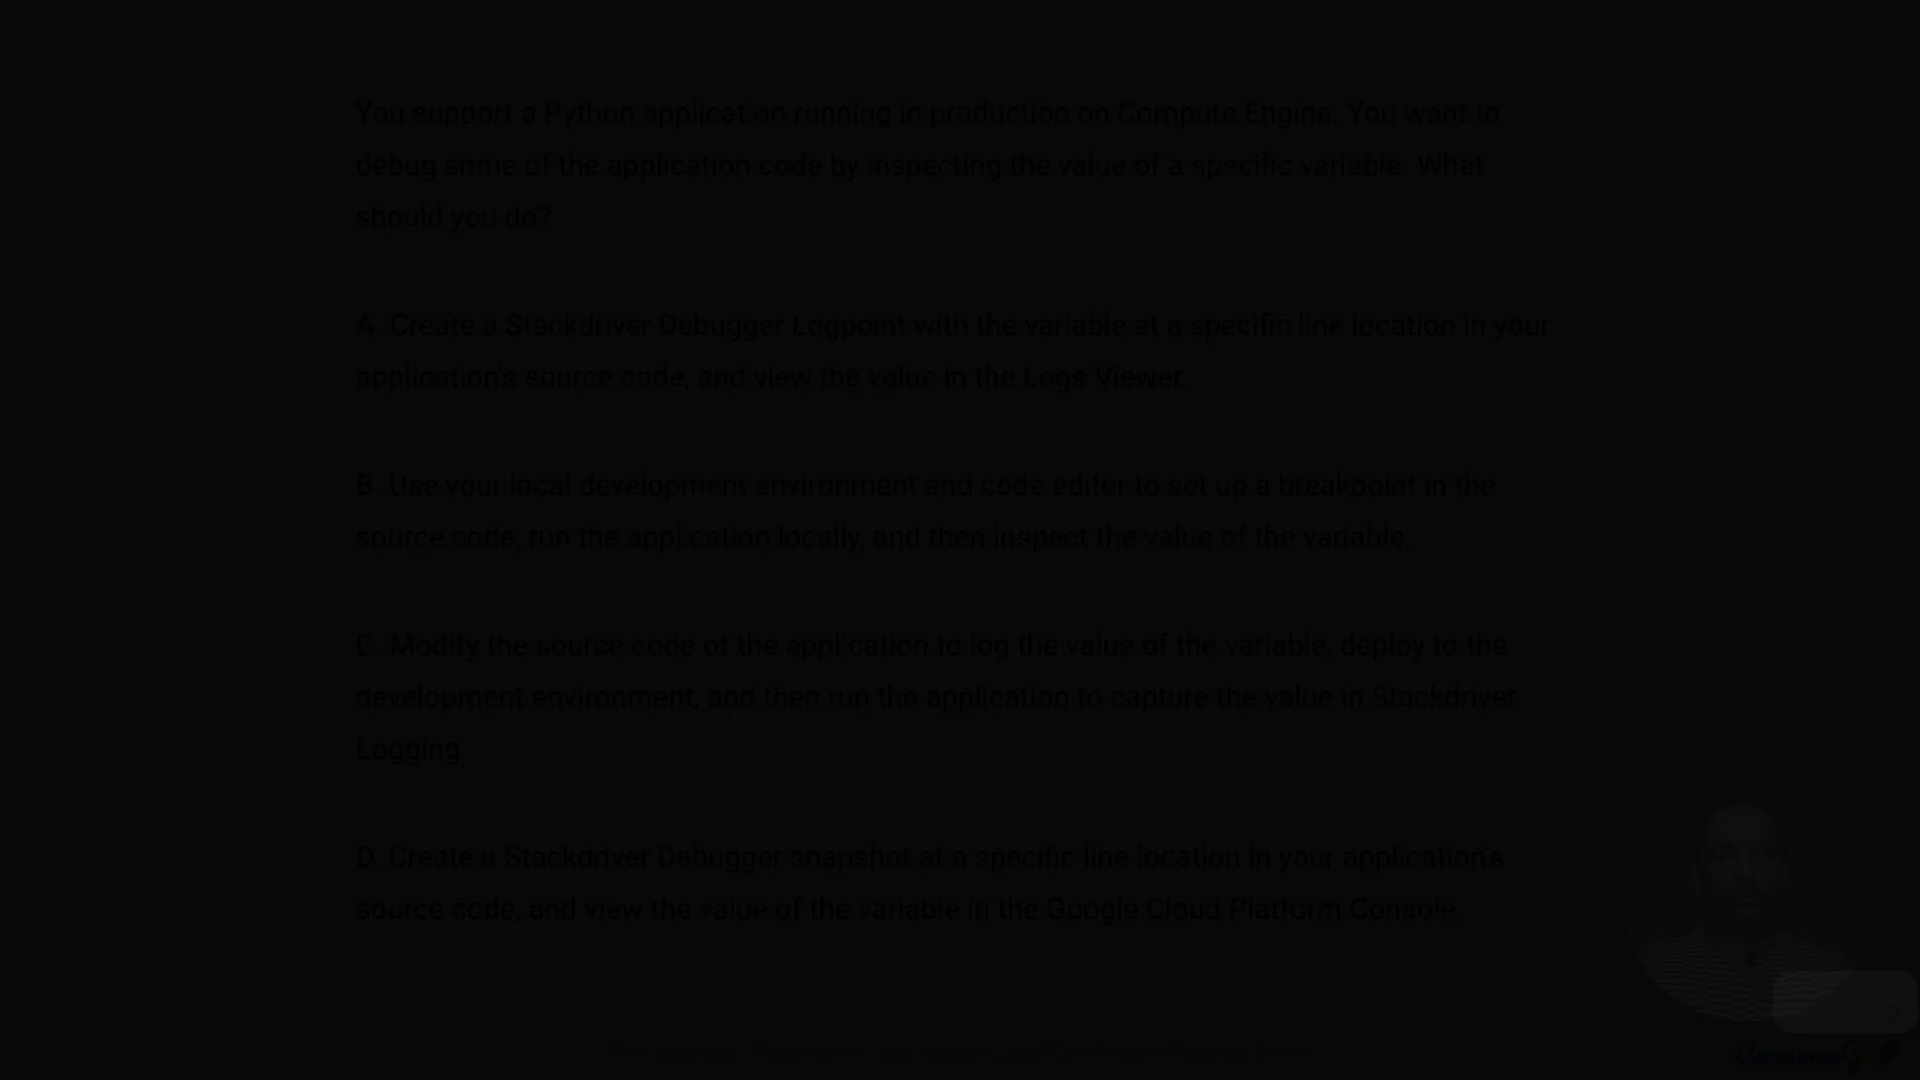 You support a Python application running in production on Compute Engine. You want to
debug some of the application code by inspecting the value of a specific variable. What
should you do?
A. Create a Stackdriver Debugger Logpoint with the variable at a specific line location in your
application's source code, and view the value in the Logs Viewer.
B. Use your local development environment and code editor to set up a breakpoint in the
source code, run the application locally, and then inspect the value of the variable.
C. Modify the source code of the application to log the value of the variable, deploy to the
development environment, and then run the application to capture the value in Stackdriver
Logging
D. Create a Stackdriver Debugger snapshot at a specific line location in your application's
source code, and view the value of the variable in the Google Cloud Platform Console.
2